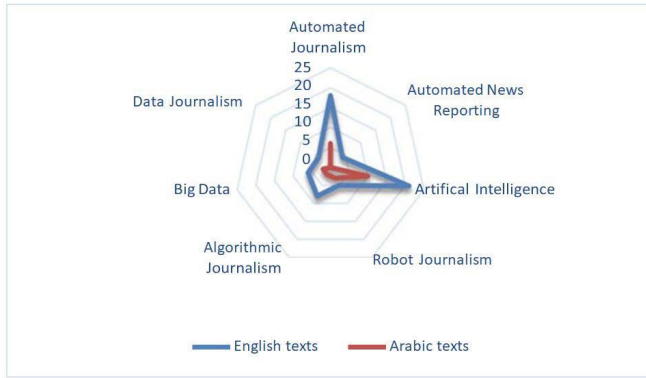 Automated
Journalism
25
20
15
10
5
0
Automated News
Reporting
Data Journalism
Artifical Intelligence
Big Data
Algorithmic
Journalism
Robot Journalism
English texts
Arabic texts